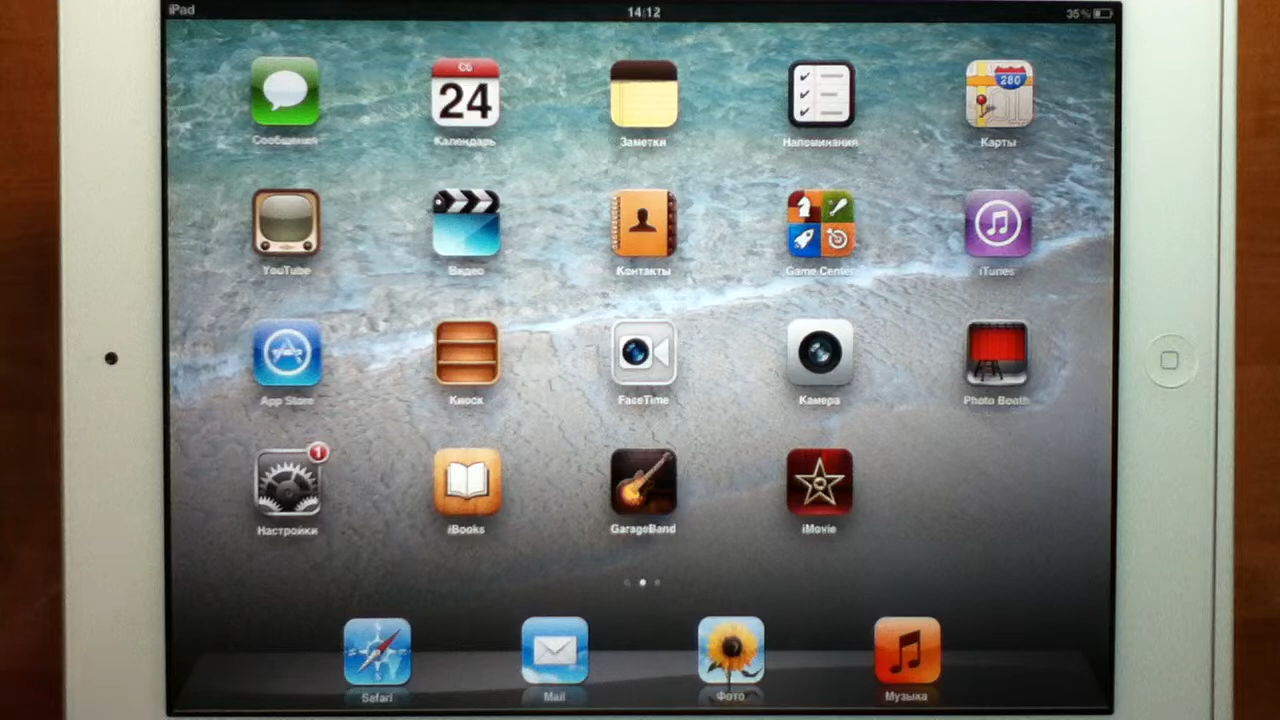 iPad 14:12 35%
Сб
24
280
Сообщения Календарь Заметки Напоминания Карты
YouTube Видео Контакты Game Center iTunes
App Store Киоск FaceTime Камера Photo Booth
1
Настройки iBooks GarageBand iMovie
Safari Mail Фото Музыка